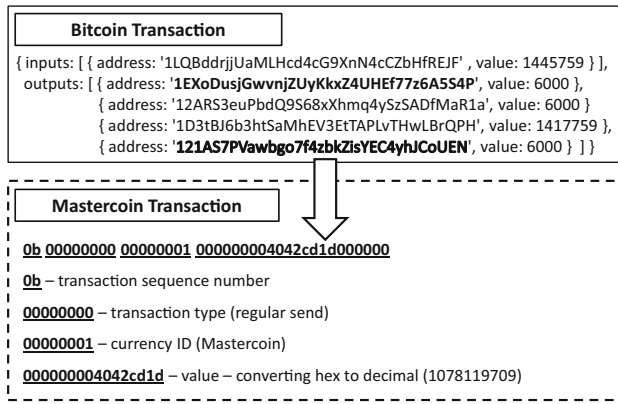 Bitcoin Transaction
{ inputs: [ { address: '1LQBddrjjUaMLHcd4cG9XnN4cCZbHfREJF' , value: 1445759 } ],
outputs: [ { address: '1EXoDusjGwvnjZUyKkxZ4UHEf77z6A5S4P', value: 6000 },
{ address: '12ARS3euPbdQ9S68xXhmq4ySzSADfMaR1a', value: 6000 }
{ address: '1D3tBJ6b3htSaMhEV3EtTAPLvTHwLBrQPH', value: 1417759 },
{ address: '121AS7PVawbgo7f4zbkZisYEC4yhJCoUEN', value: 6000 } ] }
Mastercoin Transaction
0b 00000000 00000001 000000004042cd1d000000
0b – transaction sequence number
00000000 – transaction type (regular send)
00000001 – currency ID (Mastercoin)
000000004042cd1d – value – converting hex to decimal (1078119709)